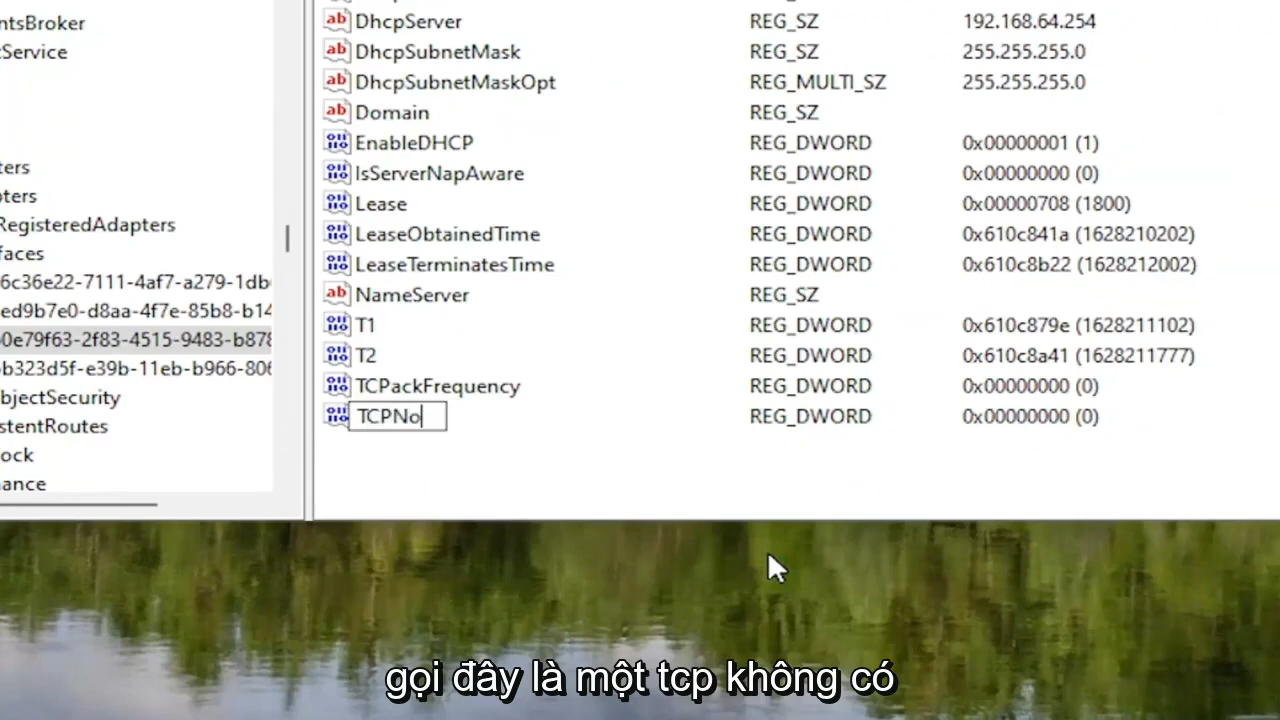 ntsBroker
tService
ters
oters
RegisteredAdapters
faces
6c36e22-7111-4af7-a279-1db
ed9b7e0-d8aa-4f7e-85b8-b14
0e79f63-2f83-4515-9483-b878
b323d5f-e39b-11eb-b966-806
bjectSecurity
stentRoutes
ock
nance
DhcpServer REG_SZ 192.168.64.254
DhcpSubnetMask REG_SZ 255.255.255.0
DhcpSubnetMaskOpt REG_MULTI_SZ 255.255.255.0
Domain REG_SZ
EnableDHCP REG_DWORD 0x00000001 (1)
IsServerNapAware REG_DWORD 0x00000000 (0)
Lease REG_DWORD 0x00000708 (1800)
LeaseObtainedTime REG_DWORD 0x610c841a (1628210202)
LeaseTerminatesTime REG_DWORD 0x610c8b22 (1628212002)
NameServer REG_SZ
T1 REG_DWORD 0x610c879e (1628211102)
T2 REG_DWORD 0x610c8a41 (1628211777)
TCPackFrequency REG_DWORD 0x00000000 (0)
TCPNo REG_DWORD 0x00000000 (0)
gọi đây là một tcp không có